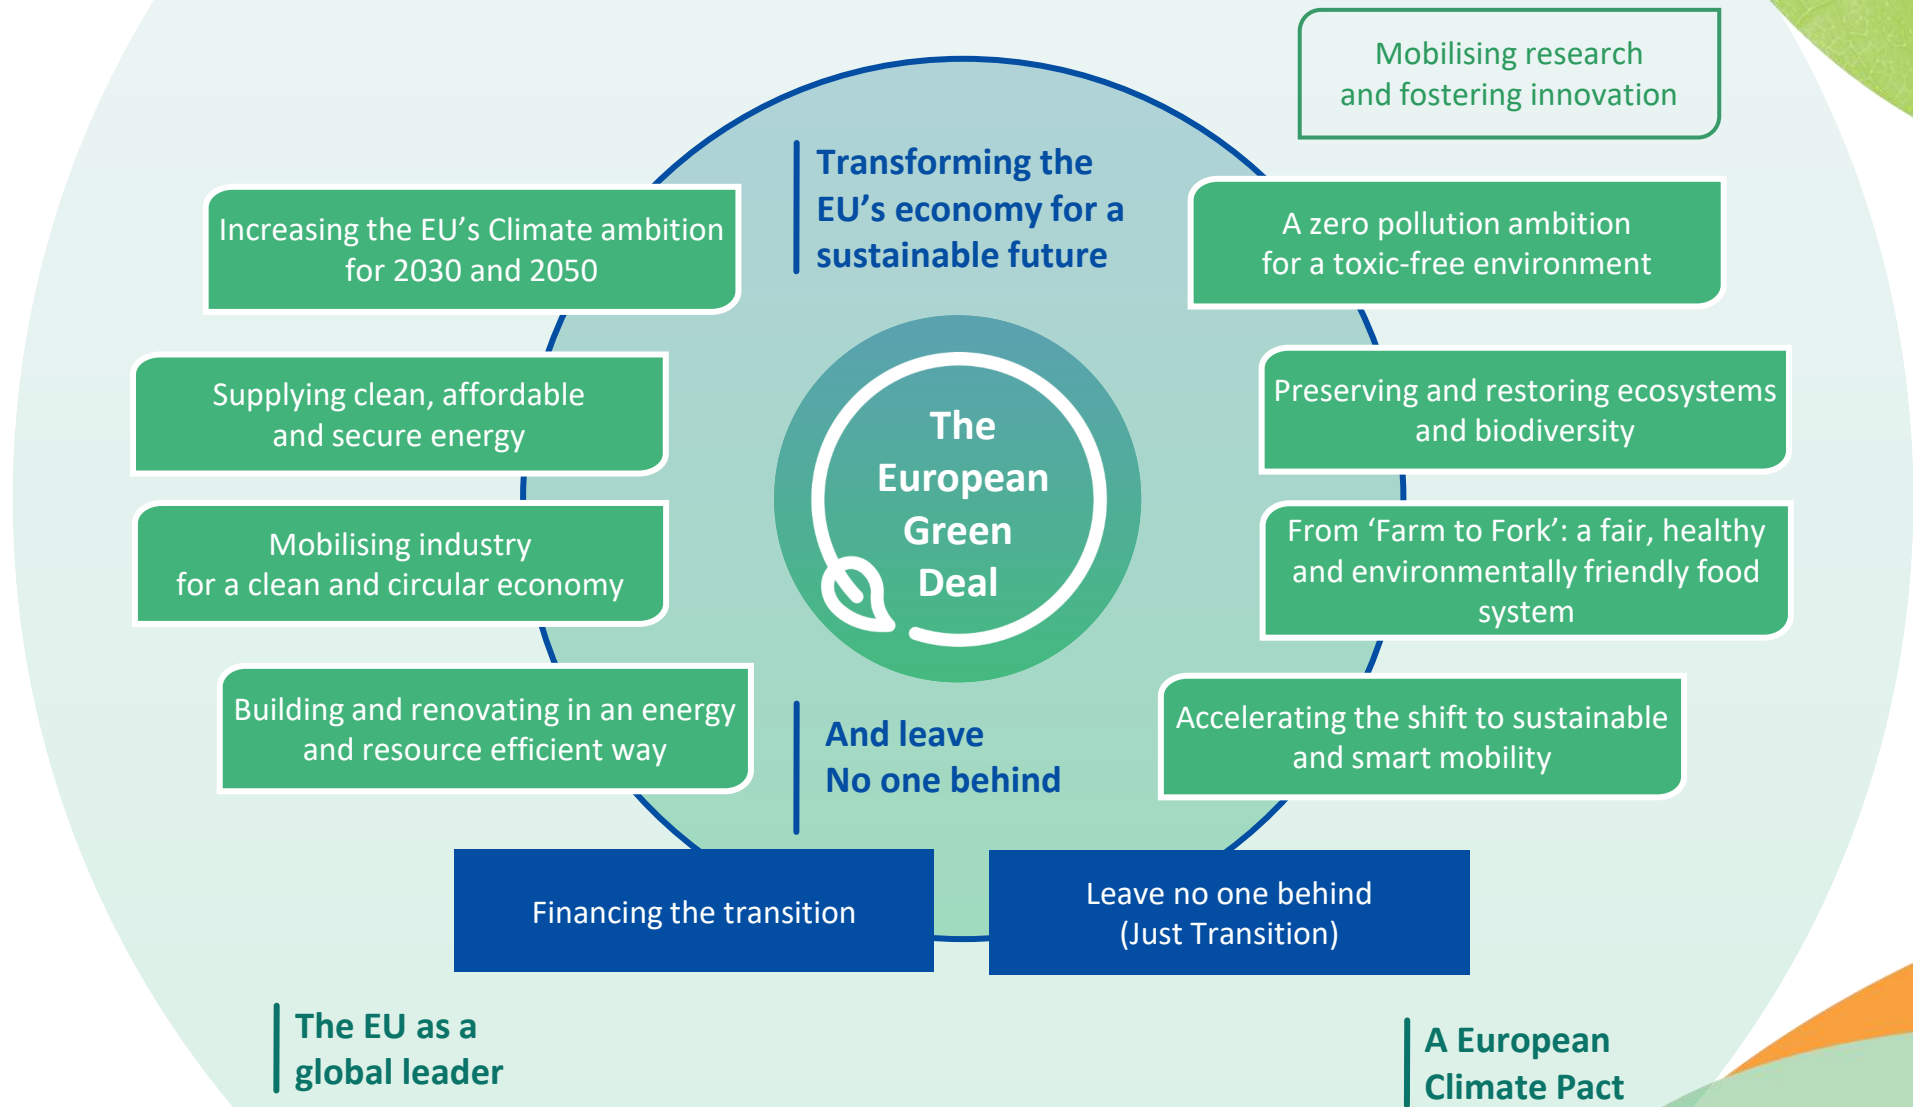 Mobilising research
and fostering innovation
Transforming the
EU’s economy for a
sustainable future
Increasing the EU’s Climate ambition
for 2030 and 2050
A zero pollution ambition
for a toxic-free environment
Supplying clean, affordable
and secure energy
Preserving and restoring ecosystems
and biodiversity
The
European
Green
Deal
Mobilising industry
for a clean and circular economy
From ‘Farm to Fork’: a fair, healthy
and environmentally friendly food
system
Building and renovating in an energy
and resource efficient way
Accelerating the shift to sustainable
and smart mobility
And leave
No one behind
Financing the transition
Leave no one behind
(Just Transition)
The EU as a
global leader
A European
Climate Pact